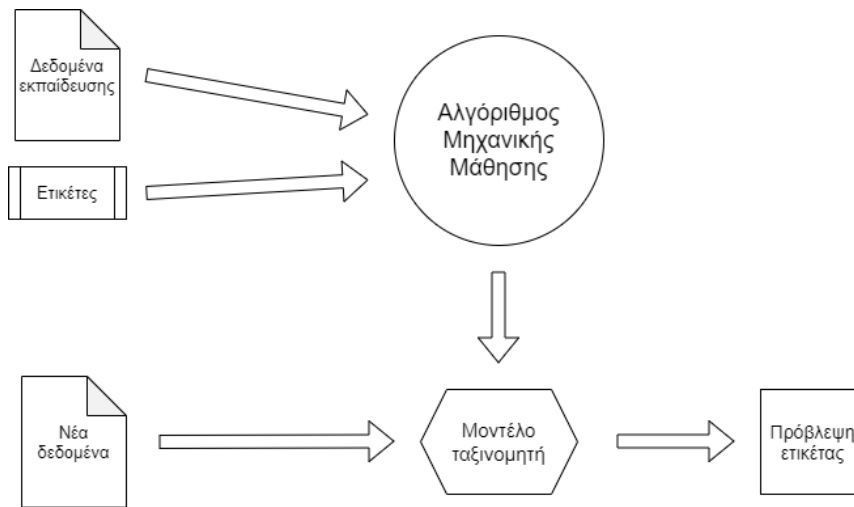 Δεδομένα
εκπαίδευσης
Ετικέτες
Αλγόριθμος
Μηχανικής
Μάθησης
Νέα
δεδομένα
Μοντέλο
ταξινομητή
Πρόβλεψη
ετικέτας